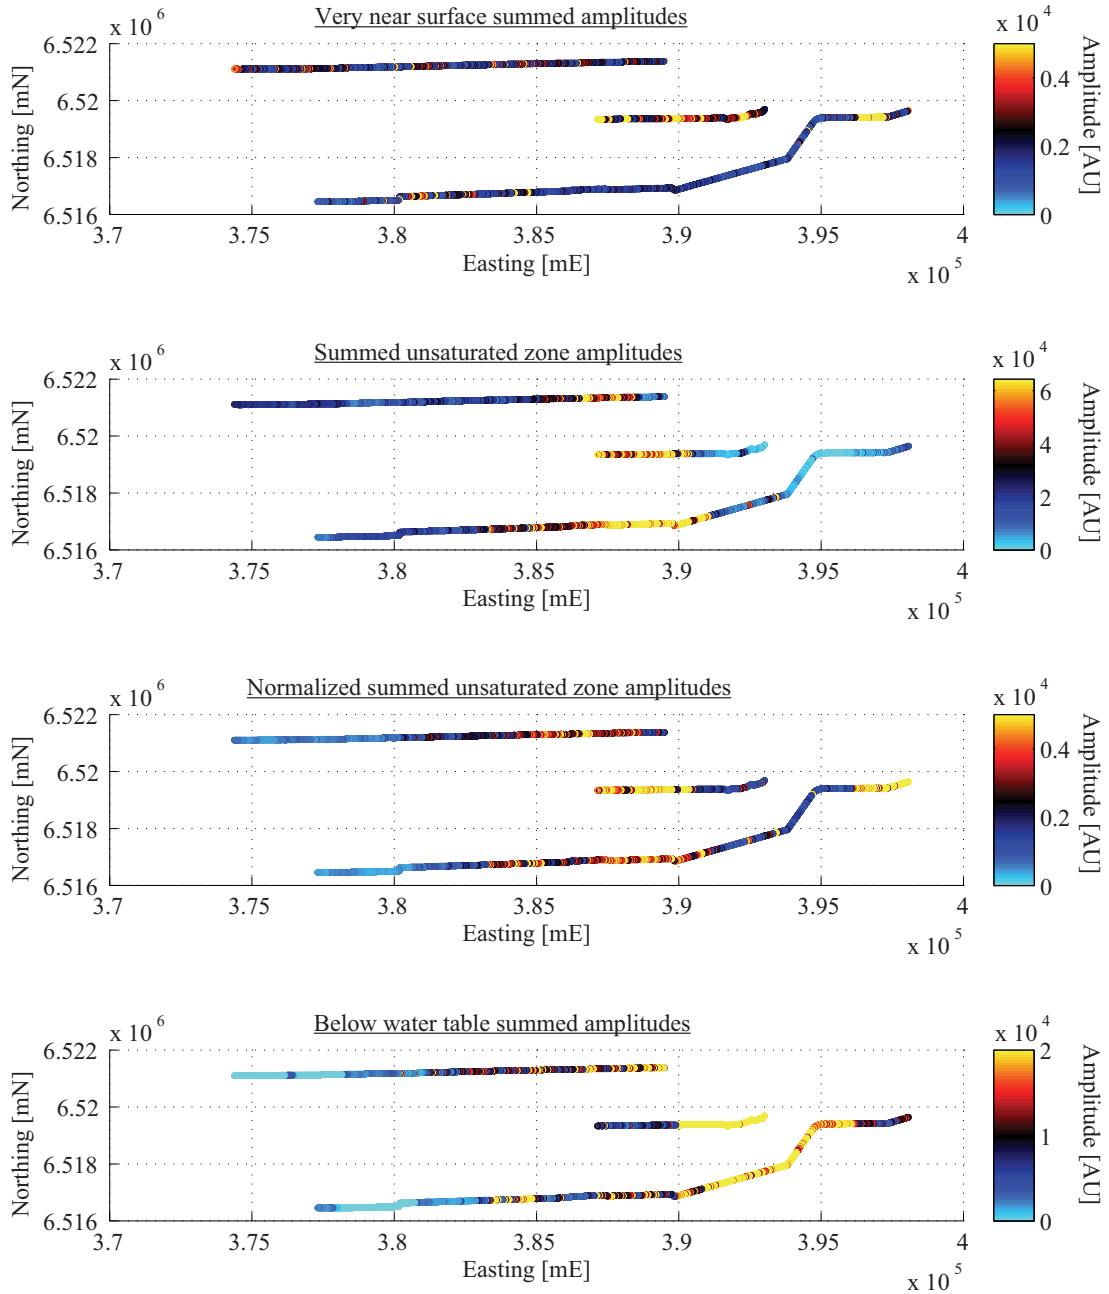 Very near surface summed amplitudes
x 10^6
x 10^4
6.522
6.52
6.518
6.516
Northing [mN]
3.7 3.75 3.8 3.85 3.9 3.95 4
Easting [mE]
x 10^5
0.4
0.2
0
Amplitude [AU]
Summed unsaturated zone amplitudes
x 10^6
x 10^4
6.522
6.52
6.518
6.516
Northing [mN]
3.7 3.75 3.8 3.85 3.9 3.95 4
Easting [mE]
x 10^5
6
4
2
0
Amplitude [AU]
Normalized summed unsaturated zone amplitudes
x 10^6
x 10^4
6.522
6.52
6.518
6.516
Northing [mN]
3.7 3.75 3.8 3.85 3.9 3.95 4
Easting [mE]
x 10^5
0.4
0.2
0
Amplitude [AU]
Below water table summed amplitudes
x 10^6
x 10^4
6.522
6.52
6.518
6.516
Northing [mN]
3.7 3.75 3.8 3.85 3.9 3.95 4
Easting [mE]
x 10^5
2
1
0
Amplitude [AU]